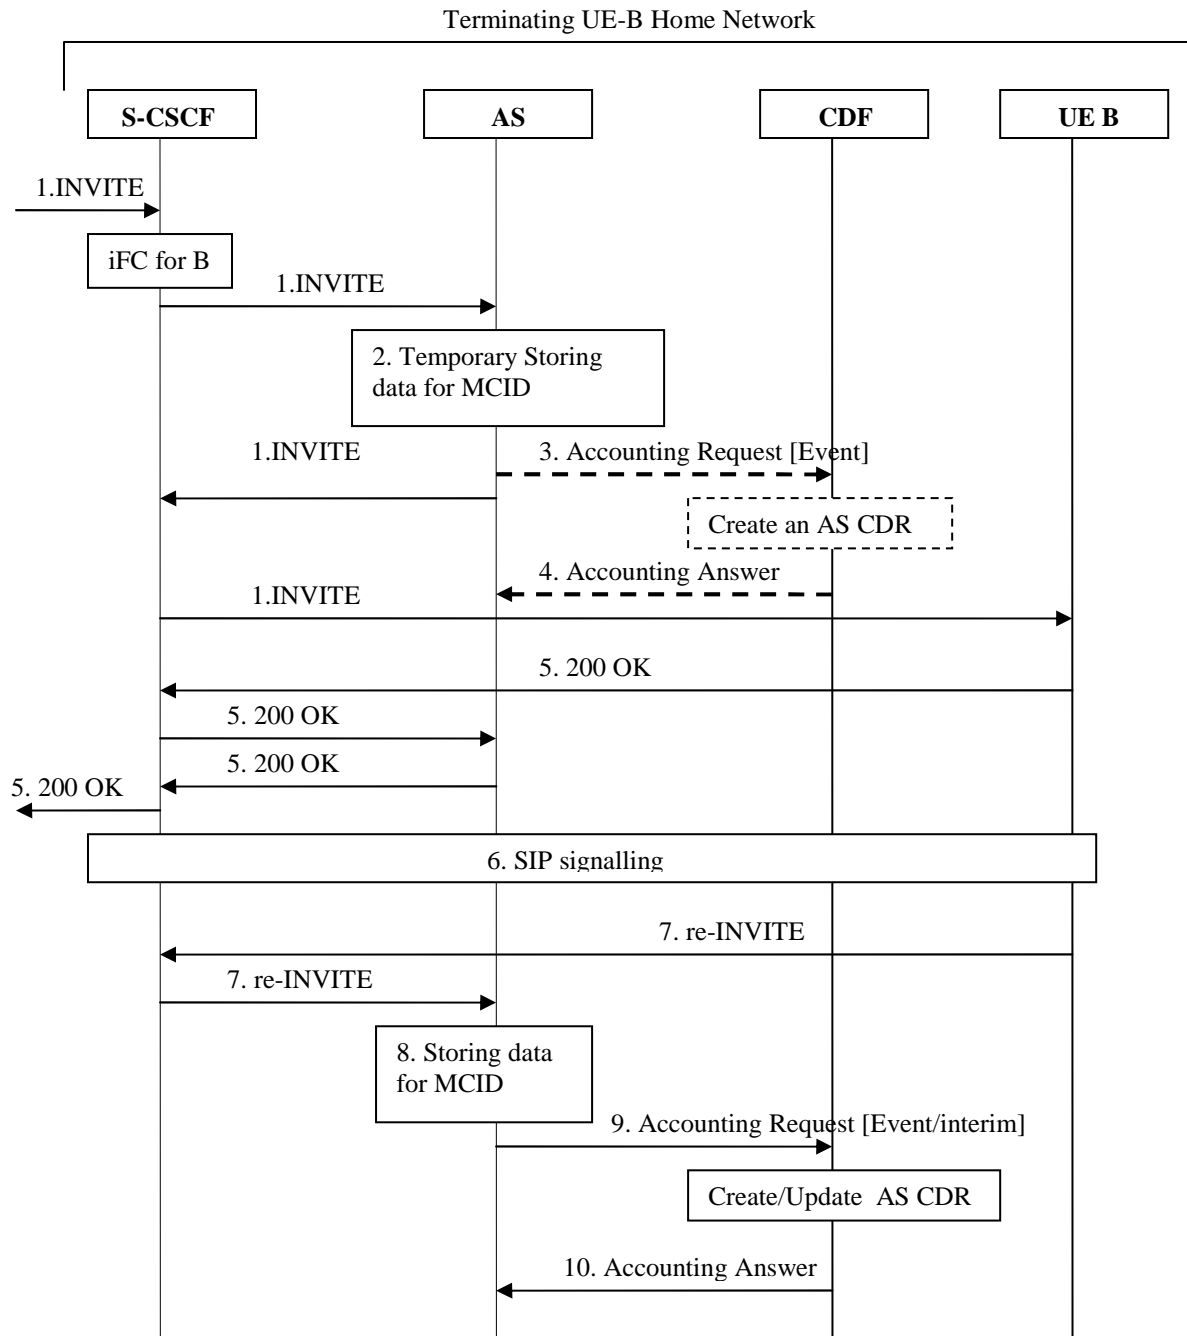 Terminating UE-B Home Network
S-CSCF
AS
CDF
UE B
1.INVITE
iFC for B
1.INVITE
2. Temporary Storing
data for MCID
1.INVITE
3. Accounting Request [Event]
Create an AS CDR
4. Accounting Answer
1.INVITE
5. 200 OK
5. 200 OK
5. 200 OK
5. 200 OK
6. SIP signalling
7. re-INVITE
7. re-INVITE
8. Storing data
for MCID
9. Accounting Request [Event/interim]
Create/Update  AS CDR
10. Accounting Answer